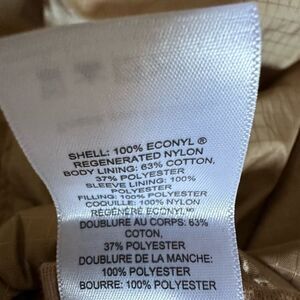 SHELL: 100% ECONYL ®
REGENERATED NYLON
BODY LINING: 63% COTTON,
37% POLYESTER
SLEEVE LINING: 100%
POLYESTER
FILLING: 100% POLYESTER
COQUILLE: 100% NYLON
RÉGÉNÉRÉ ECONYL
DOUBLURE AU CORPS: 63%
COTON,
37% POLYESTER
DOUBLURE DE LA MANCHE:
100% POLYESTER
BOURRE: 100% POLYESTER